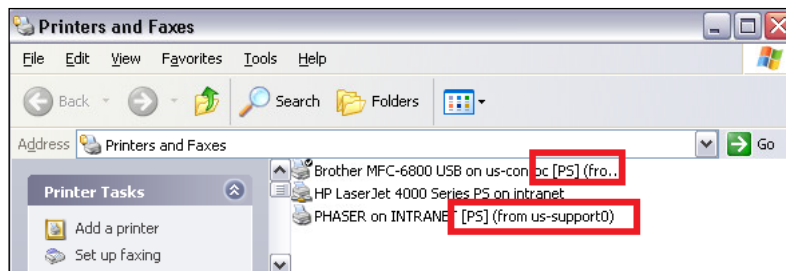 Printers and Faxes
File Edit View Favorites Tools Help
Back Search Folders
Address Printers and Faxes Go
Brother MFC-6800 USB on us-con oc [PS] (fro..
HP LaserJet 4000 Series PS on intranet
Printer Tasks
PHASER on INTRANET [PS] (from us-support0)
Add a printer
Set up faxing